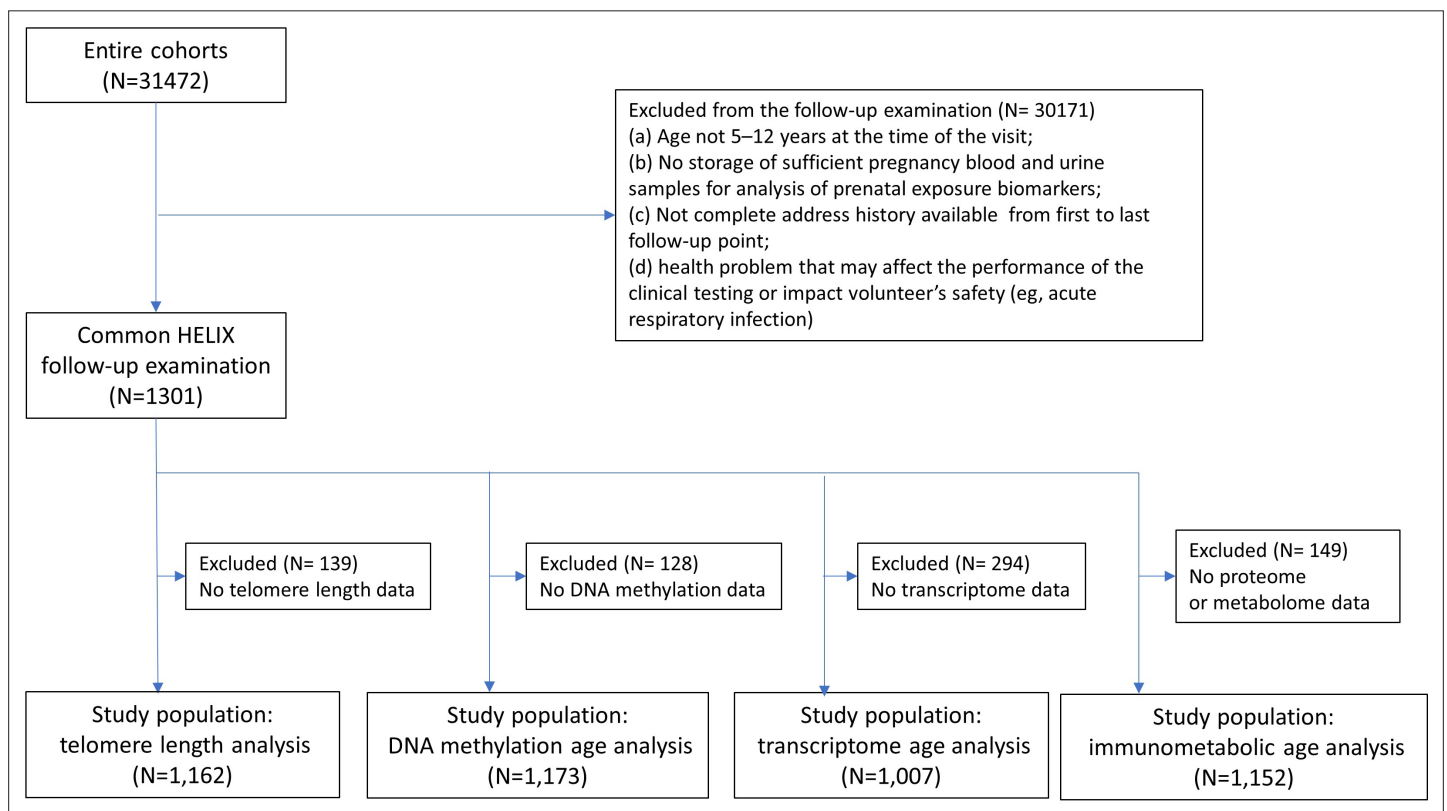 Entire cohorts
(N=31472)
Excluded from the follow-up examination (N= 30171)
(a) Age not 5–12 years at the time of the visit;
(b) No storage of sufficient pregnancy blood and urine
samples for analysis of prenatal exposure biomarkers;
(c) Not complete address history available  from first to last
follow-up point;
(d) health problem that may affect the performance of the
clinical testing or impact volunteer’s safety (eg, acute
respiratory infection)
Common HELIX
follow-up examination
(N=1301)
Excluded (N= 139)
No telomere length data
Excluded (N= 128)
No DNA methylation data
Excluded (N= 294)
No transcriptome data
Excluded (N= 149)
No proteome
or metabolome data
Study population:
telomere length analysis
(N=1,162)
Study population:
DNA methylation age analysis
(N=1,173)
Study population:
transcriptome age analysis
(N=1,007)
Study population:
immunometabolic age analysis
(N=1,152)